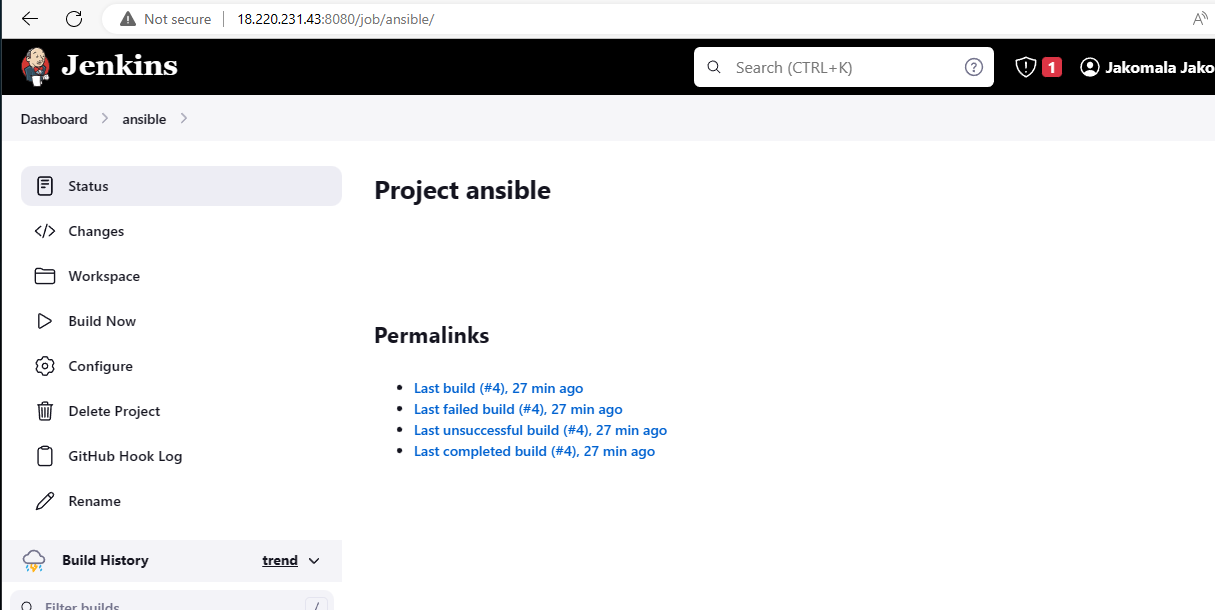 Not secure 18.220.231.43:8080/job/ansible/
Jenkins
Search (CTRL+K)
1
Jakomala Jako
Dashboard
ansible
Status
Changes
Workspace
Build Now
Configure
Delete Project
GitHub Hook Log
Rename
Build History trend
Filter builds /
Project ansible
Permalinks
Last build (#4), 27 min ago
Last failed build (#4), 27 min ago
Last unsuccessful build (#4), 27 min ago
Last completed build (#4), 27 min ago